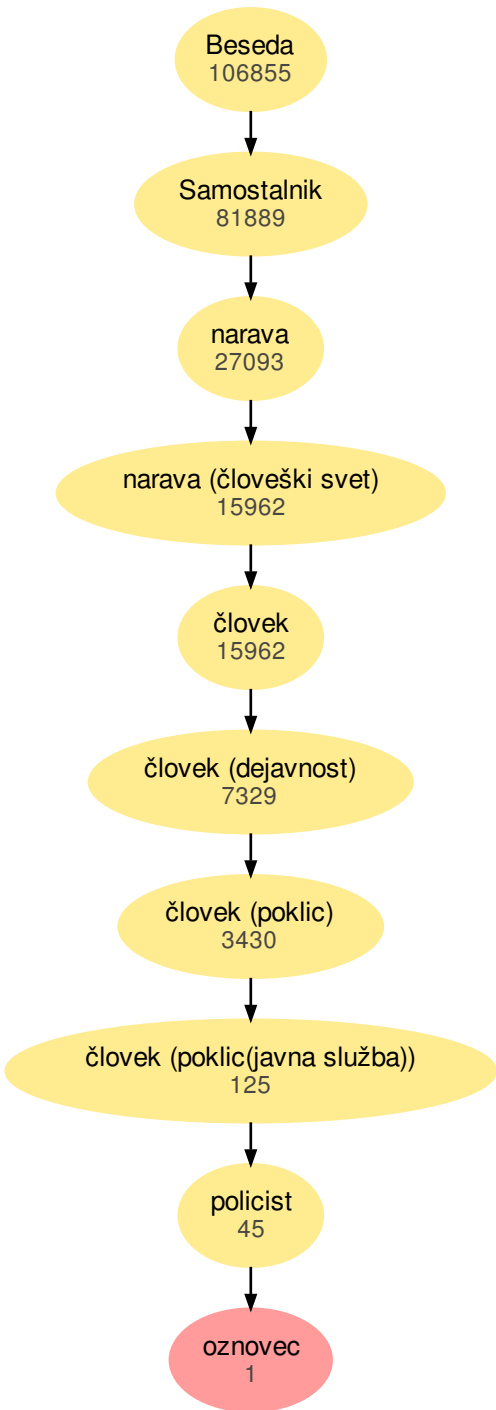 Beseda
106855
Samostalnik
81889
narava
27093
narava (človeški svet)
15962
človek
15962
človek (dejavnost)
7329
človek (poklic)
3430
človek (poklic(javna služba))
125
policist
45
oznovec
1